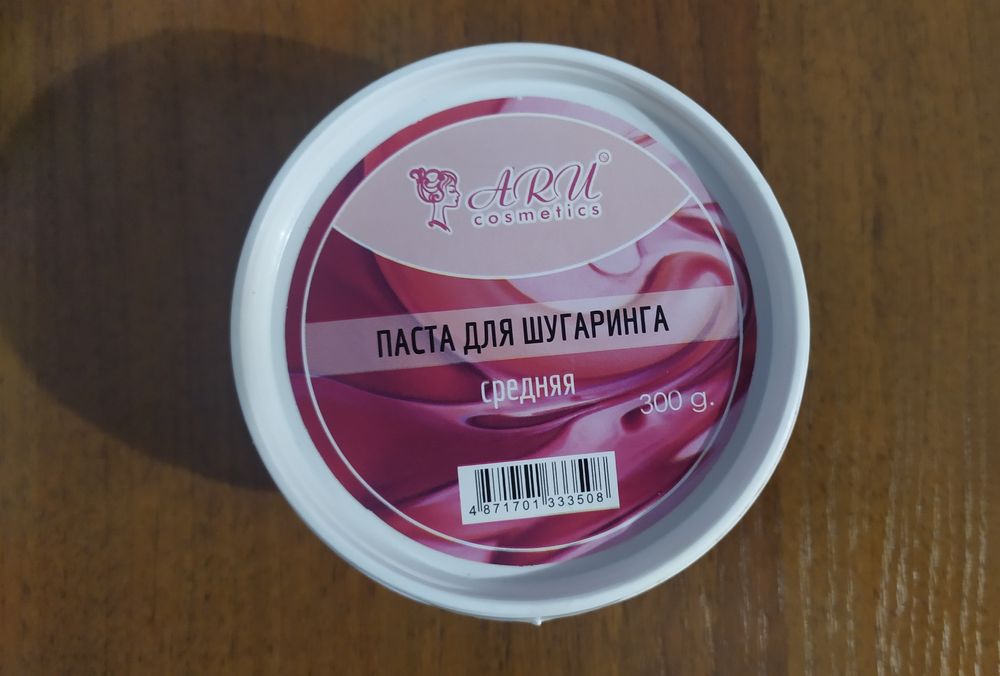 ARU
cosmetics
ПАСТА ДЛЯ ШУГАРИНГА
средняя
300 g.
4 871701 333508